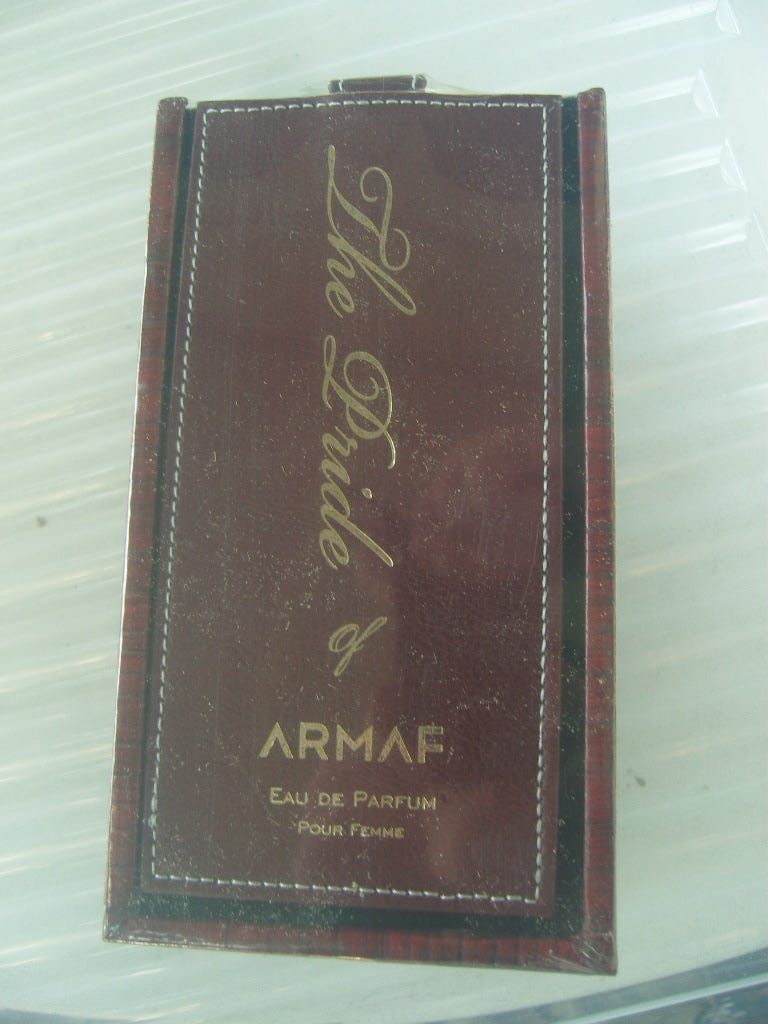 The Pride of
ARMAF
EAU DE PARFUM
POUR FEMME